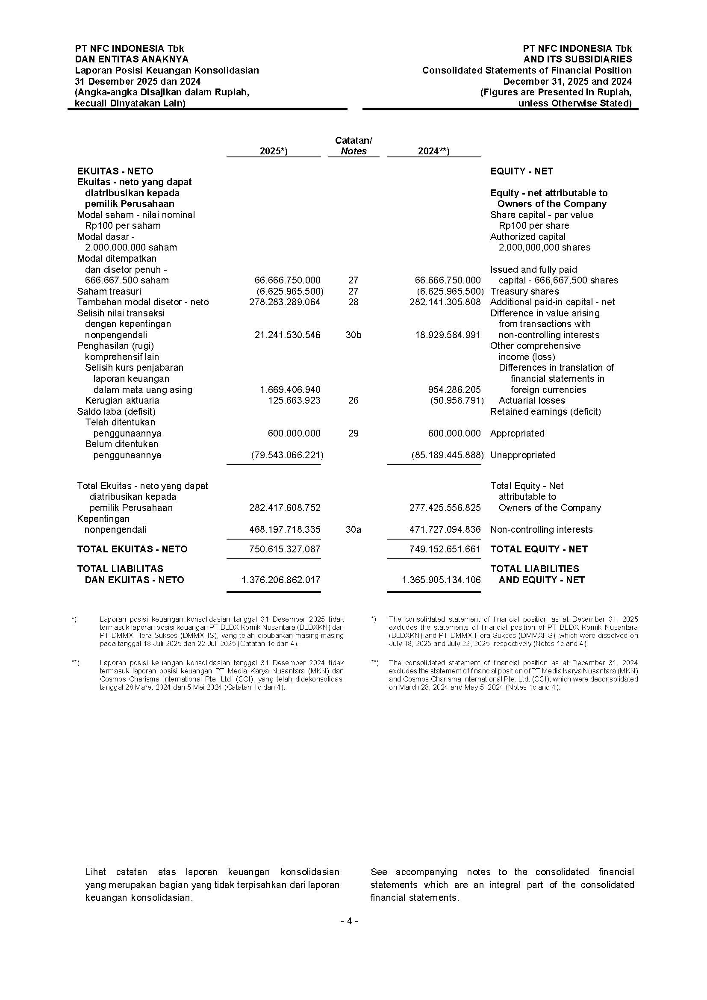 PT NFC INDONESIA Tbk
DAN ENTITAS ANAKNYA
Laporan Posisi Keuangan Konsolidasian
31 Desember 2025 dan 2024
(Angka-angka Disajikan dalam Rupiah,
kecuali Dinyatakan Lain)
PT NFC INDONESIA Tbk
AND ITS SUBSIDIARIES
Consolidated Statements of Financial Position
December 31, 2025 and 2024
(Figures are Presented in Rupiah,
unless Otherwise Stated)
Catatan/
2025*) Notes 2024**)
EKUITAS - NETO EQUITY - NET
Ekuitas - neto yang dapat
diatribusikan kepada Equity - net attributable to
pemilik Perusahaan Owners of the Company
Modal saham - nilai nominal Share capital - par value
Rp100 per saham Rp100 per share
Modal dasar - Authorized capital
2.000.000.000 saham 2,000,000,000 shares
Modal ditempatkan
dan disetor penuh - Issued and fully paid
666.667.500 saham 66.666.750.000 27 66.666.750.000 capital - 666,667,500 shares
Saham treasuri (6.625.965.500) 27 (6.625.965.500) Treasury shares
Tambahan modal disetor - neto 278.283.289.064 28 282.141.305.808 Additional paid-in capital - net
Selisih nilai transaksi Difference in value arising
dengan kepentingan from transactions with
nonpengendali 21.241.530.546 30b 18.929.584.991 non-controlling interests
Penghasilan (rugi) Other comprehensive
komprehensif lain income (loss)
Selisih kurs penjabaran Differences in translation of
laporan keuangan financial statements in
dalam mata uang asing 1.669.406.940 954.286.205 foreign currencies
Kerugian aktuaria 125.663.923 26 (50.958.791) Actuarial losses
Saldo laba (defisit) Retained earnings (deficit)
Telah ditentukan
penggunaannya 600.000.000 29 600.000.000 Appropriated
Belum ditentukan
penggunaannya (79.543.066.221) (85.189.445.888) Unappropriated
Total Ekuitas - neto yang dapat Total Equity - Net
diatribusikan kepada attributable to
pemilik Perusahaan 282.417.608.752 277.425.556.825 Owners of the Company
Kepentingan
nonpengendali 468.197.718.335 30a 471.727.094.836 Non-controlling interests
TOTAL EKUITAS - NETO 750.615.327.087 749.152.651.661 TOTAL EQUITY - NET
TOTAL LIABILITAS TOTAL LIABILITIES
DAN EKUITAS - NETO 1.376.206.862.017 1.365.905.134.106 AND EQUITY - NET
*) Laporan posisi keuangan konsolidasian tanggal 31 Desember 2025 tidak
termasuk laporan posisi keuangan PT BLDX Komik Nusantara (BLDXKN) dan
PT DMMX Hera Sukses (DMMXHS), yang telah dibubarkan masing-masing
pada tanggal 18 Juli 2025 dan 22 Juli 2025 (Catatan 1c dan 4).
*) The consolidated statement of financial position as at December 31, 2025
excludes the statements of financial position of PT BLDX Komik Nusantara
(BLDXKN) and PT DMMX Hera Sukses (DMMXHS), which were dissolved on
July 18, 2025 and July 22, 2025, respectively (Notes 1c and 4).
**) Laporan posisi keuangan konsolidasian tanggal 31 Desember 2024 tidak
termasuk laporan posisi keuangan PT Media Karya Nusantara (MKN) dan
Cosmos Charisma International Pte. Ltd. (CCI), yang telah didekonsolidasi
tanggal 28 Maret 2024 dan 5 Mei 2024 (Catatan 1c dan 4).
**) The consolidated statement of financial position as at December 31, 2024
excludes the statement of financial position of PT Media Karya Nusantara (MKN)
and Cosmos Charisma International Pte. Ltd. (CCI), which were deconsolidated
on March 28, 2024 and May 5, 2024 (Notes 1c and 4).
Lihat catatan atas laporan keuangan konsolidasian
yang merupakan bagian yang tidak terpisahkan dari laporan
keuangan konsolidasian.
See accompanying notes to the consolidated financial
statements which are an integral part of the consolidated
financial statements.
- 4 -